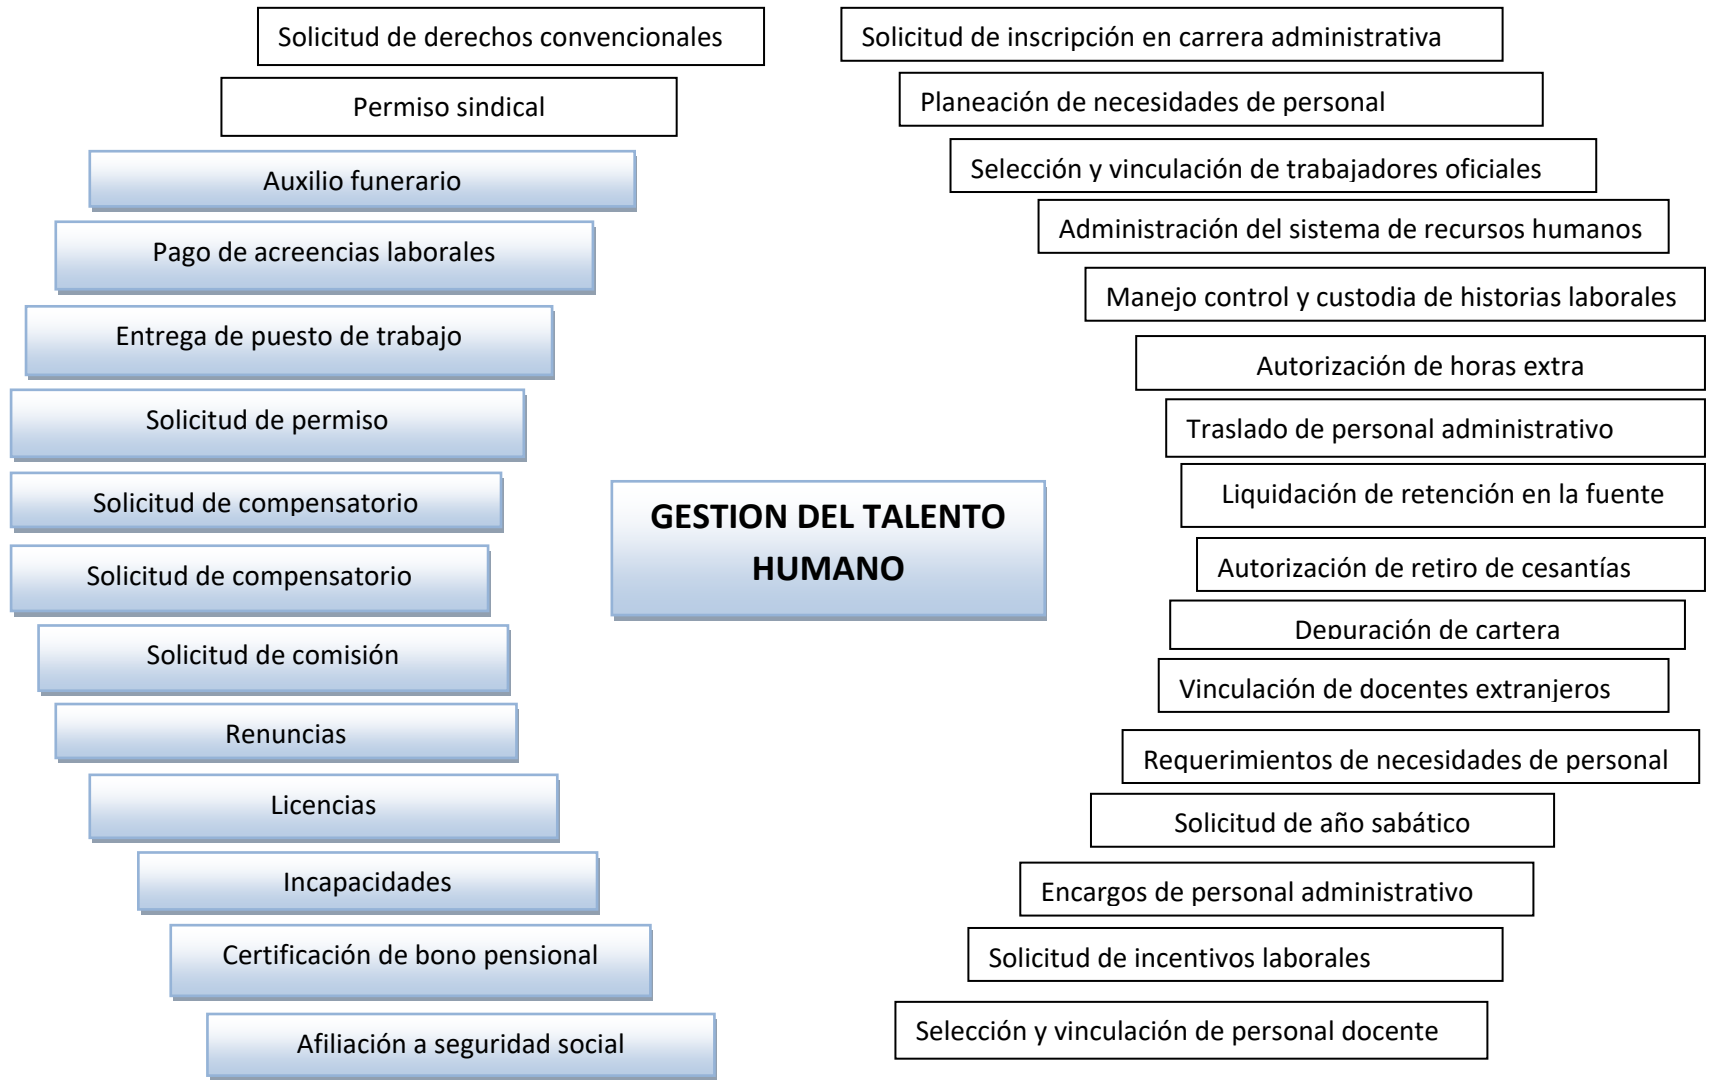 Solicitud de derechos convencionales
Permiso sindical
Auxilio funerario
Pago de acreencias laborales
Entrega de puesto de trabajo
Solicitud de permiso
Solicitud de compensatorio
Solicitud de compensatorio
Solicitud de comisión
Renuncias
Licencias
Incapacidades
Certificación de bono pensional
Afiliación a seguridad social
GESTION DEL TALENTO
HUMANO
Solicitud de inscripción en carrera administrativa
Planeación de necesidades de personal
Selección y vinculación de trabajadores oficiales
Administración del sistema de recursos humanos
Manejo control y custodia de historias laborales
Autorización de horas extra
Traslado de personal administrativo
Liquidación de retención en la fuente
Autorización de retiro de cesantías
Depuración de cartera
Vinculación de docentes extranjeros
Requerimientos de necesidades de personal
Solicitud de año sabático
Encargos de personal administrativo
Solicitud de incentivos laborales
Selección y vinculación de personal docente